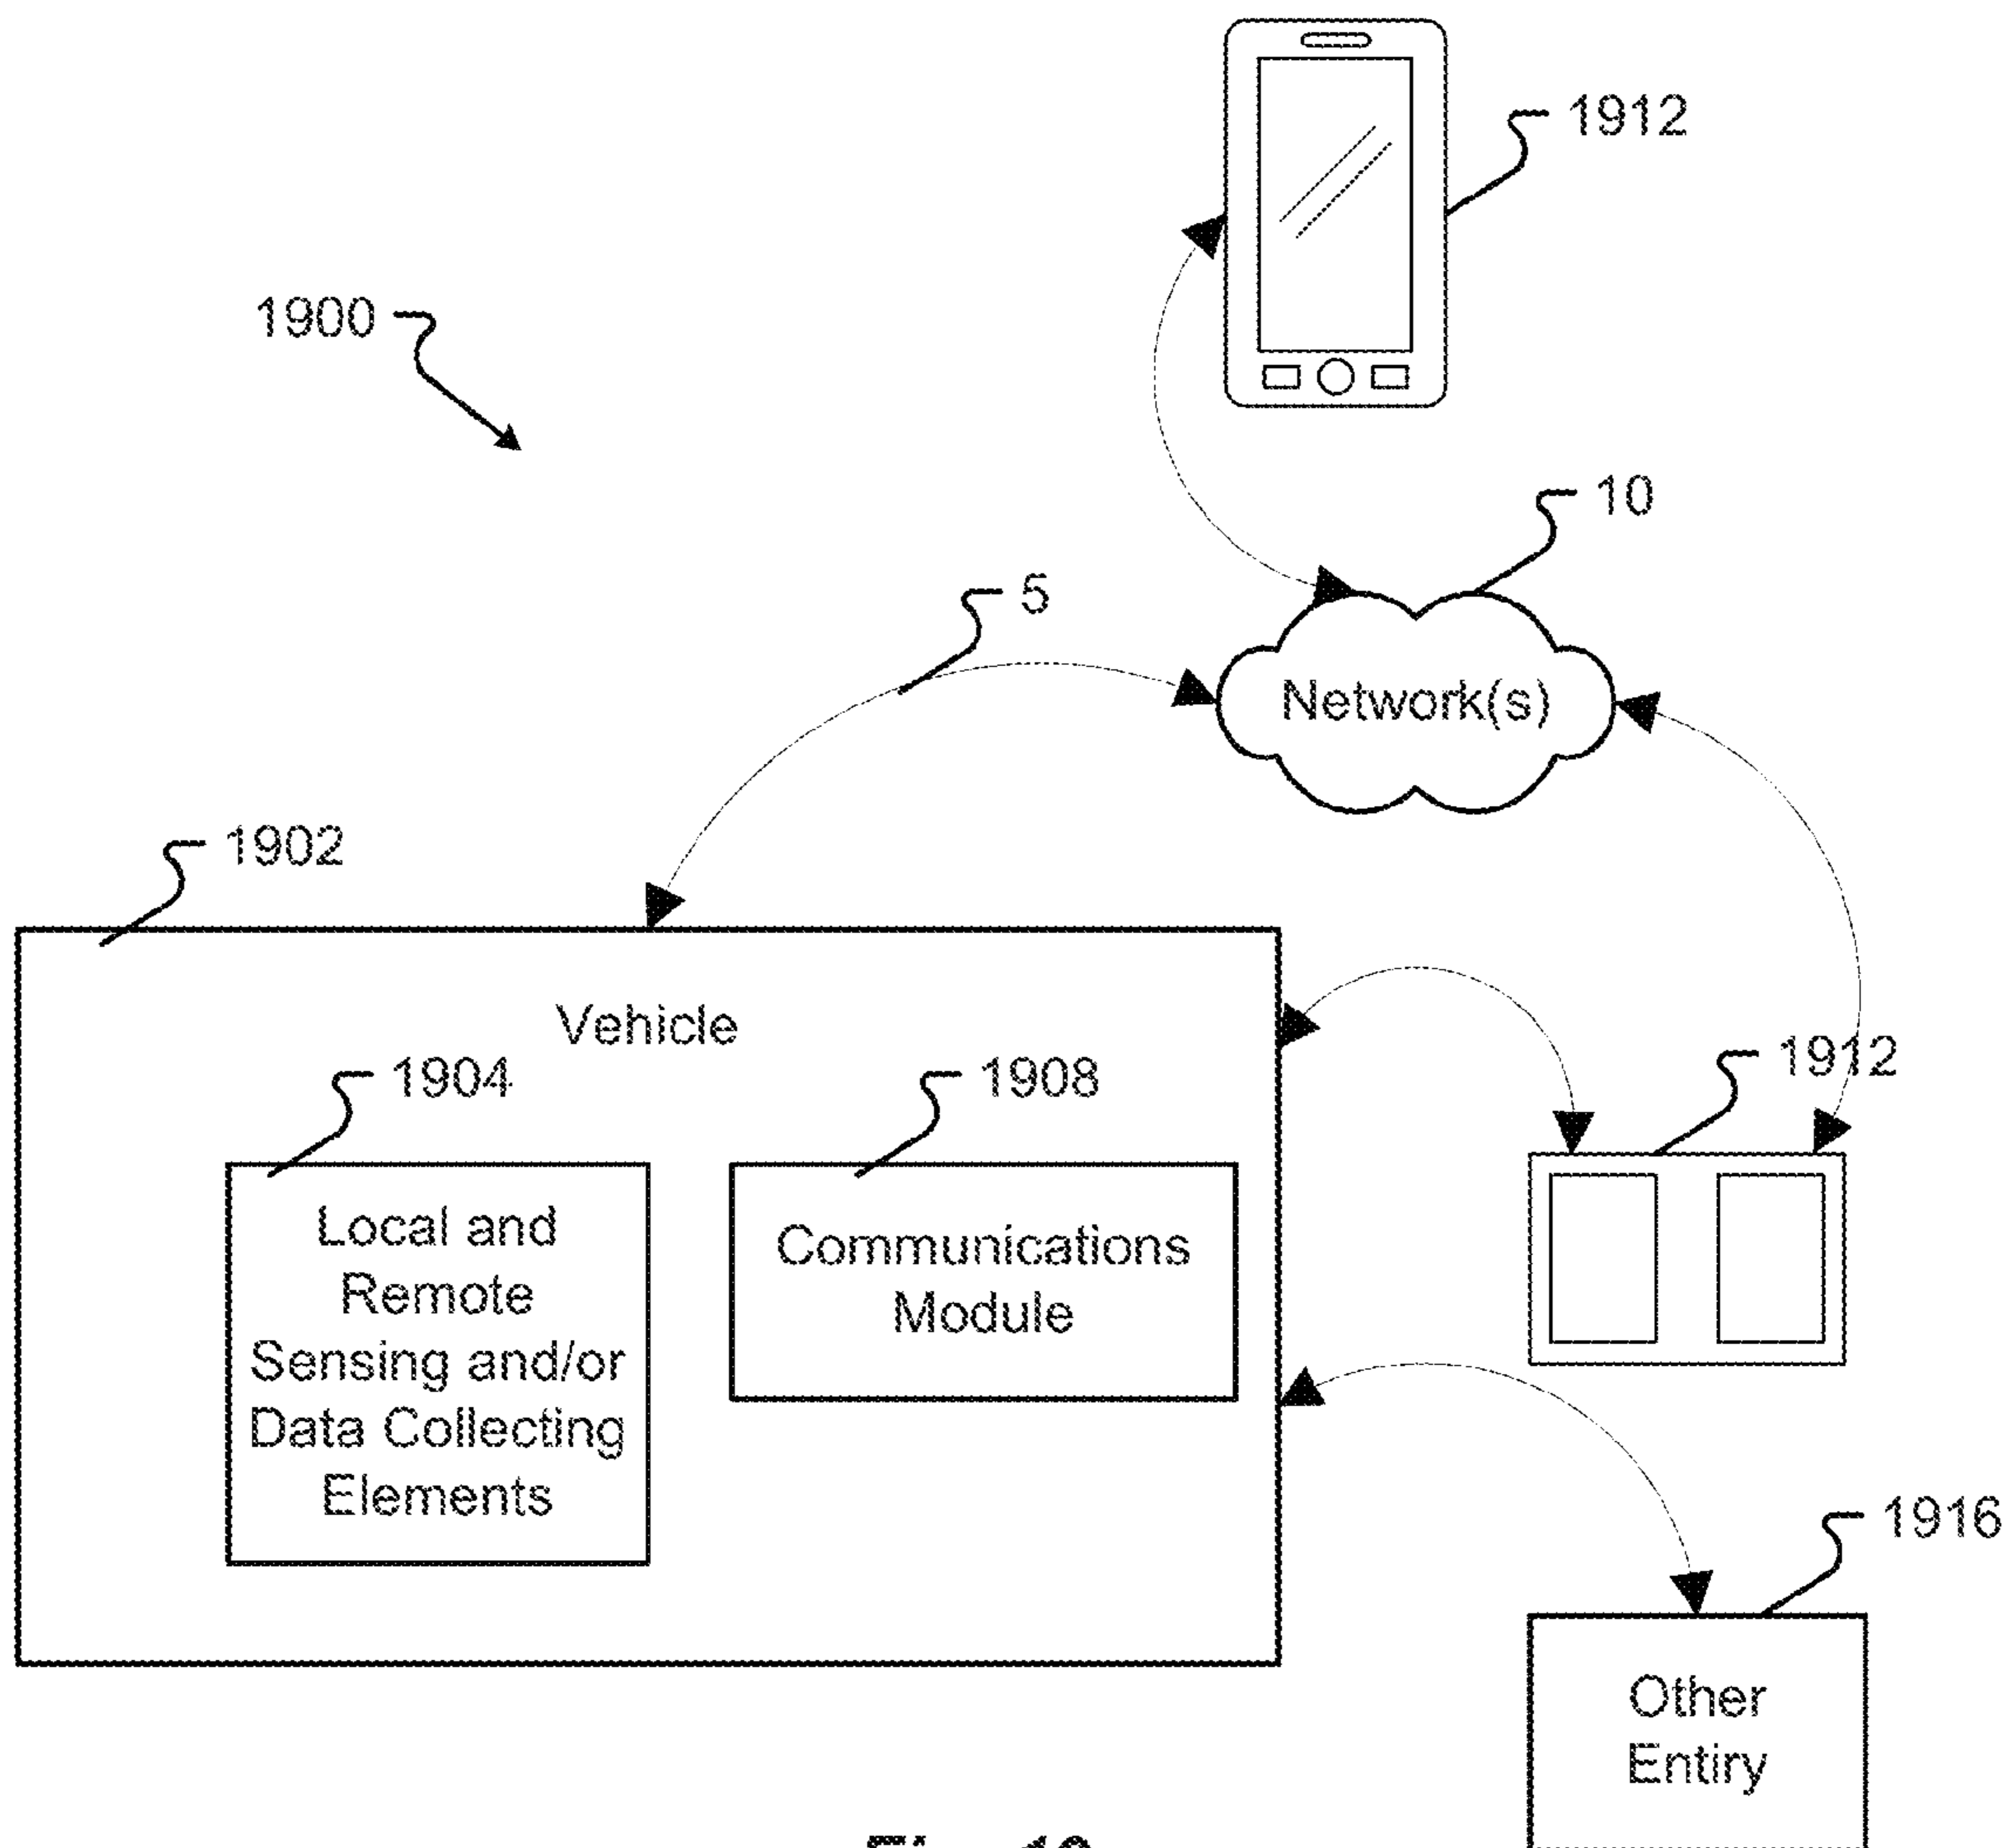 1912
1900
10
5
Network(s)
1902
Vehicle
1904
1908
1912
Local and
Remote
Sensing and/or
Data Collecting
Elements
Communications
Module
1916
Other
Entiry